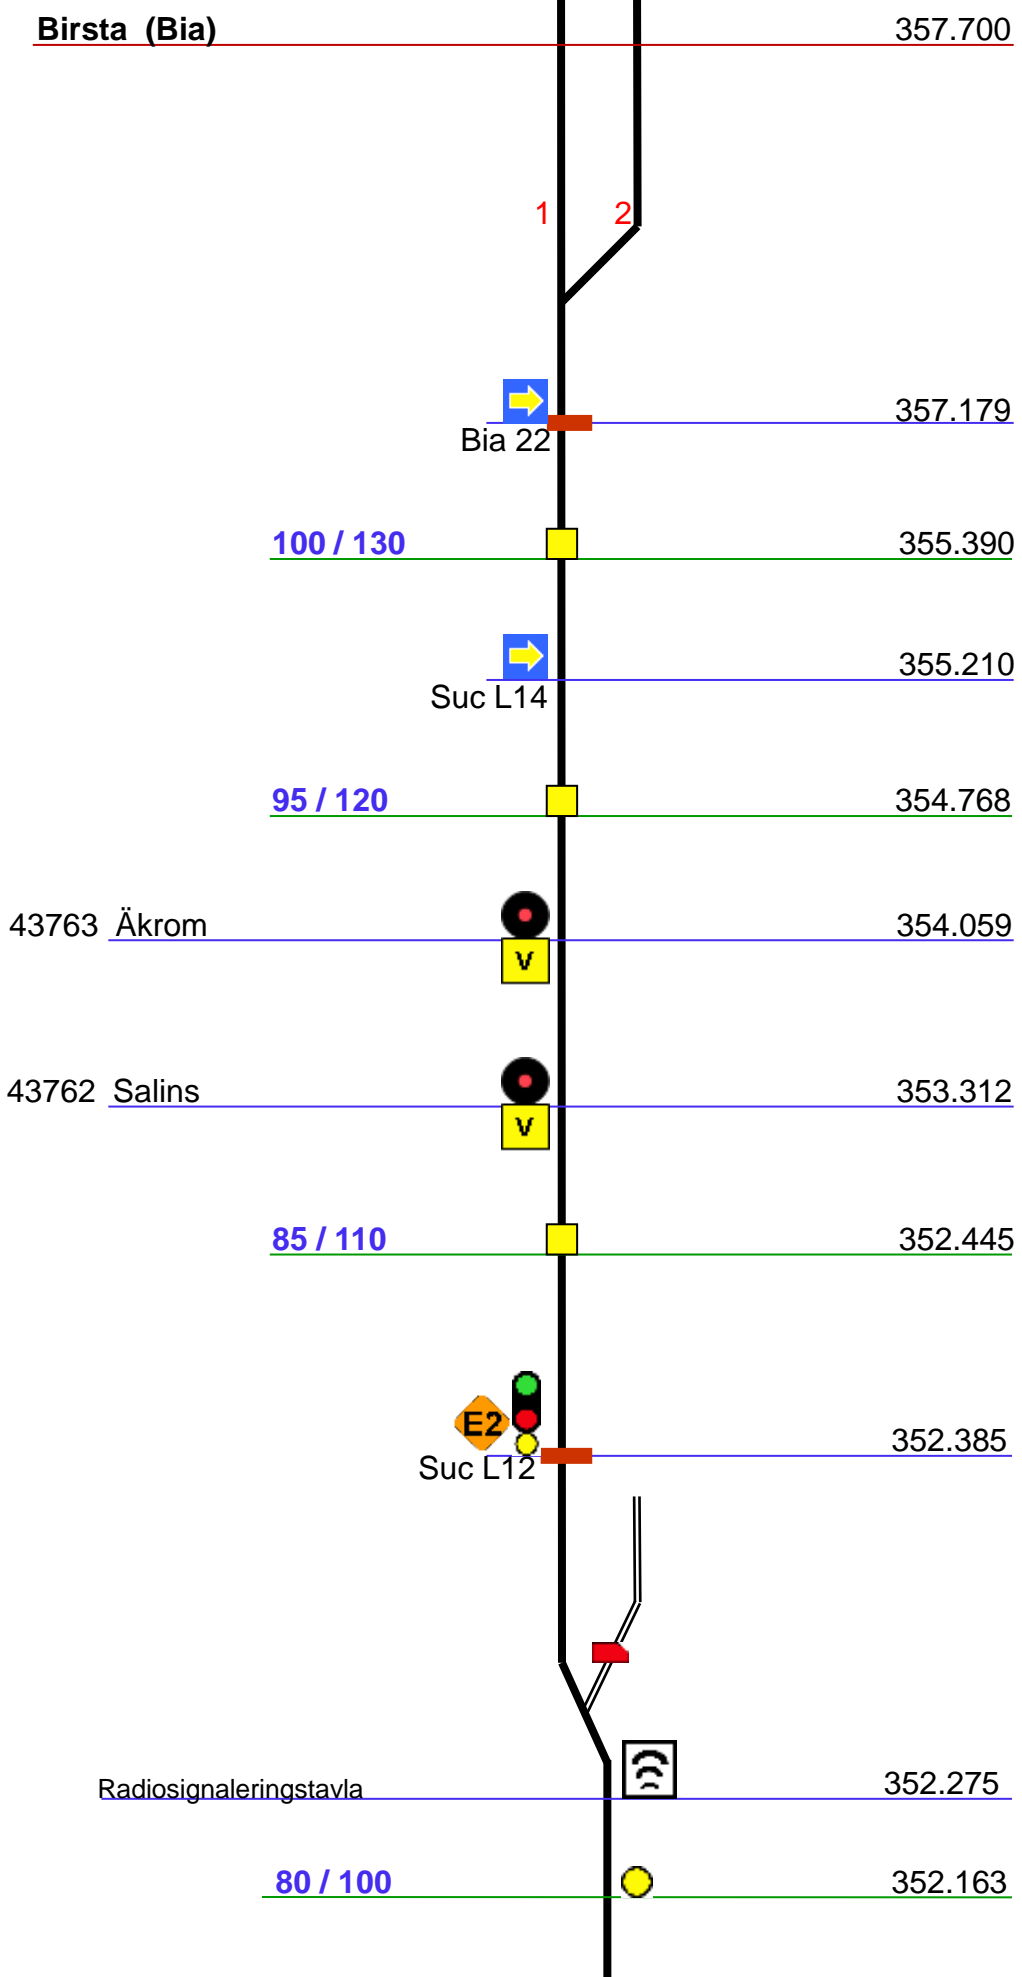 Birsta (Bia) 357.700
1 2
357.179
Bia 22
100 / 130 355.390
355.210
Suc L14
95 / 120 354.768
43763 Äkrom 354.059
V
43762 Salins 353.312
V
85 / 110 352.445
E2 352.385
Suc L12
Radiosignaleringstavla 352.275
80 / 100 352.163